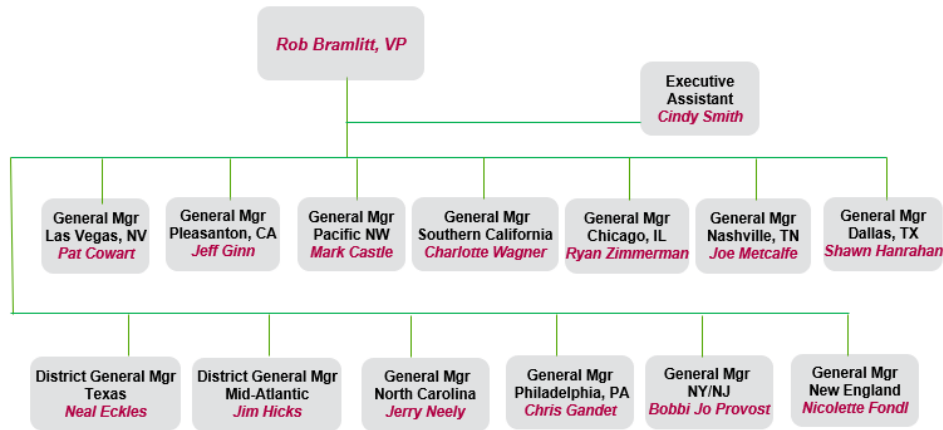 Rob Bramlitt, VP
Executive
Assistant
Cindy Smith
General Mgr
Las Vegas, NV
Pat Cowart
General Mgr
Pleasanton, CA
Jeff Ginn
General Mgr
Pacific NW
Mark Castle
General Mgr
Southern California
Charlotte Wagner
General Mgr
Chicago, IL
Ryan Zimmerman
General Mgr
Nashville, TN
Joe Metcalfe
General Mgr
Dallas, TX
Shawn Hanrahan
District General Mgr
Texas
Neal Eckles
District General Mgr
Mid-Atlantic
Jim Hicks
General Mgr
North Carolina
Jerry Neely
General Mgr
Philadelphia, PA
Chris Gandet
General Mgr
NY/NJ
Bobbi Jo Provost
General Mgr
New England
Nicolette Fondl